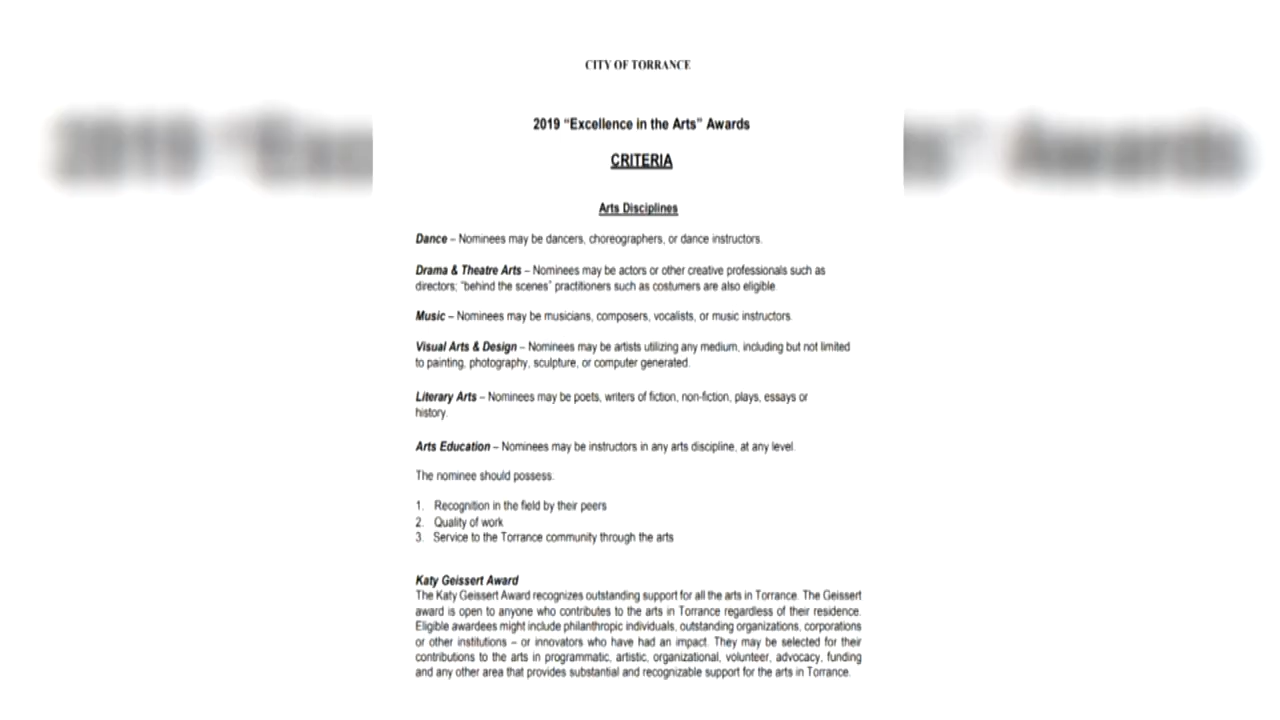 CITY OF TORRANCE
2019 “Excellence in the Arts” Awards
CRITERIA
Arts Disciplines
Dance – Nominees may be dancers, choreographers, or dance instructors.
Drama & Theatre Arts – Nominees may be actors or other creative professionals such as
directors; “behind the scenes” practitioners such as costumers are also eligible.
Music – Nominees may be musicians, composers, vocalists, or music instructors.
Visual Arts & Design – Nominees may be artists utilizing any medium, including but not limited
to painting, photography, sculpture, or computer generated.
Literary Arts – Nominees may be poets, writers of fiction, non-fiction, plays, essays or
history.
Arts Education – Nominees may be instructors in any arts discipline, at any level.
The nominee should possess:
1. Recognition in the field by their peers
2. Quality of work
3. Service to the Torrance community through the arts
Katy Geissert Award
The Katy Geissert Award recognizes outstanding support for all the arts in Torrance. The Geissert
award is open to anyone who contributes to the arts in Torrance regardless of their residence.
Eligible awardees might include philanthropic individuals, outstanding organizations, corporations
or other institutions – or innovators who have had an impact. They may be selected for their
contributions to the arts in programmatic, artistic, organizational, volunteer, advocacy, funding
and any other area that provides substantial and recognizable support for the arts in Torrance.
2019 “Exc
ts” Awards